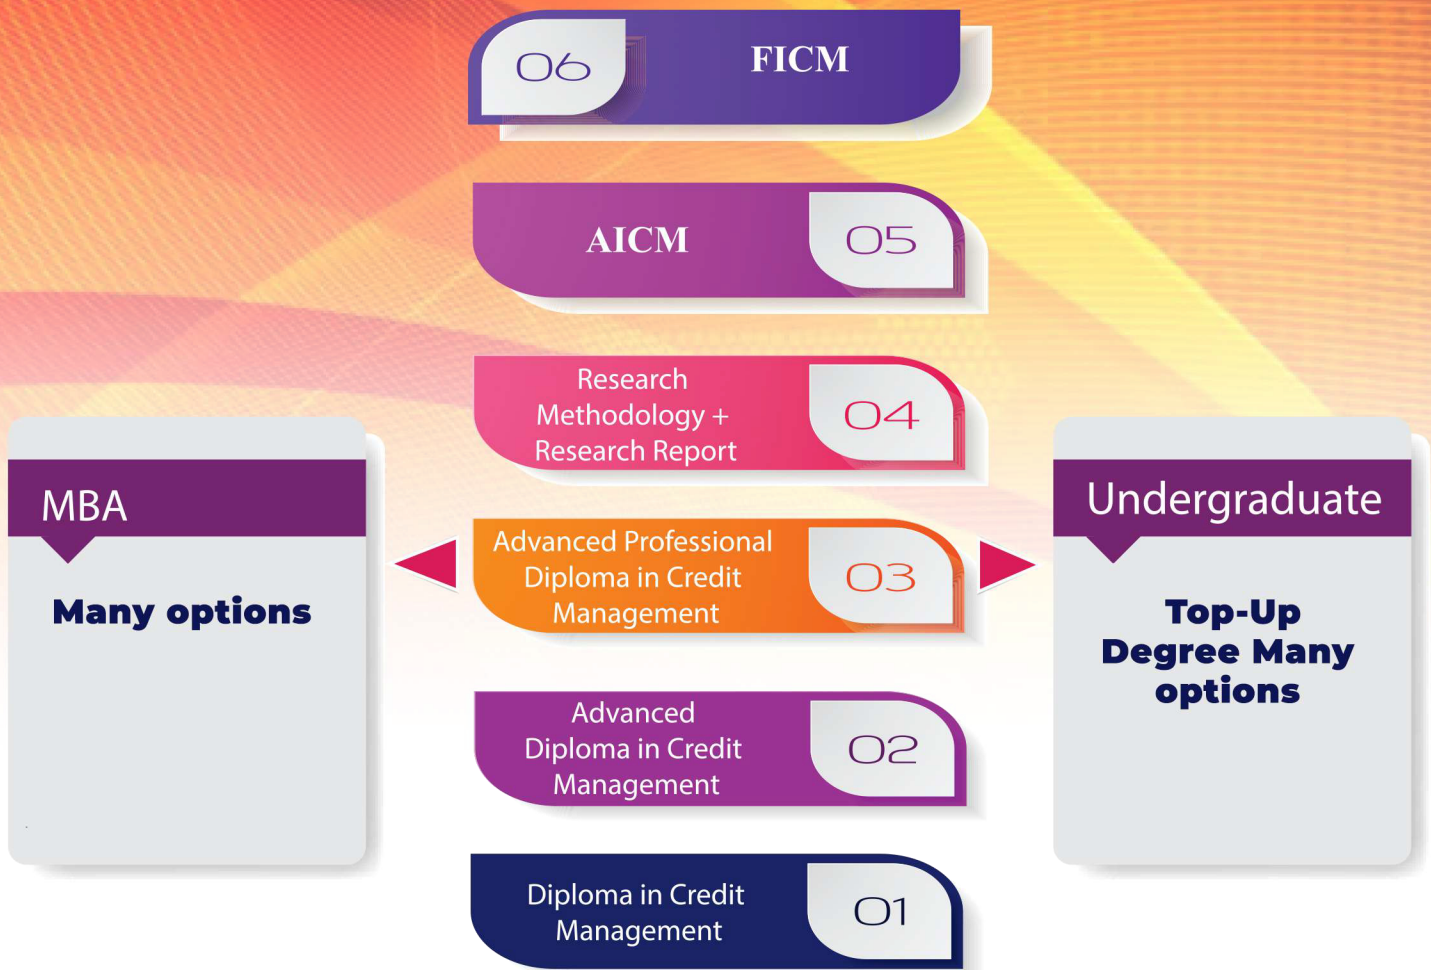 06
FICM
AICM
05
Research
Methodology +
Research Report
04
MBA
Many options
Advanced Professional
Diploma in Credit
Management
03
Undergraduate
Top-Up
Degree Many
options
Advanced
Diploma in Credit
Management
02
Diploma in Credit
Management
01